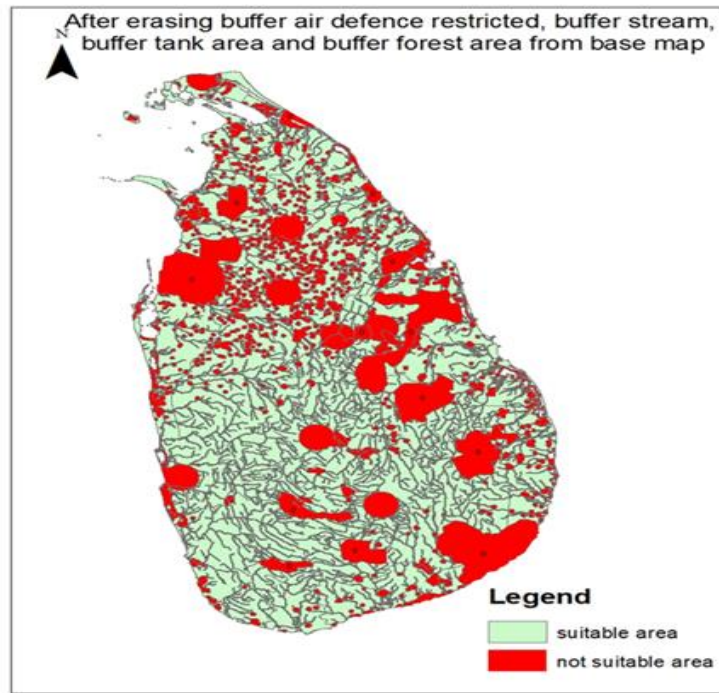 After erasing buffer air defence restricted, buffer stream,
buffer tank area and buffer forest area from base map
N
Legend
suitable area
not suitable area